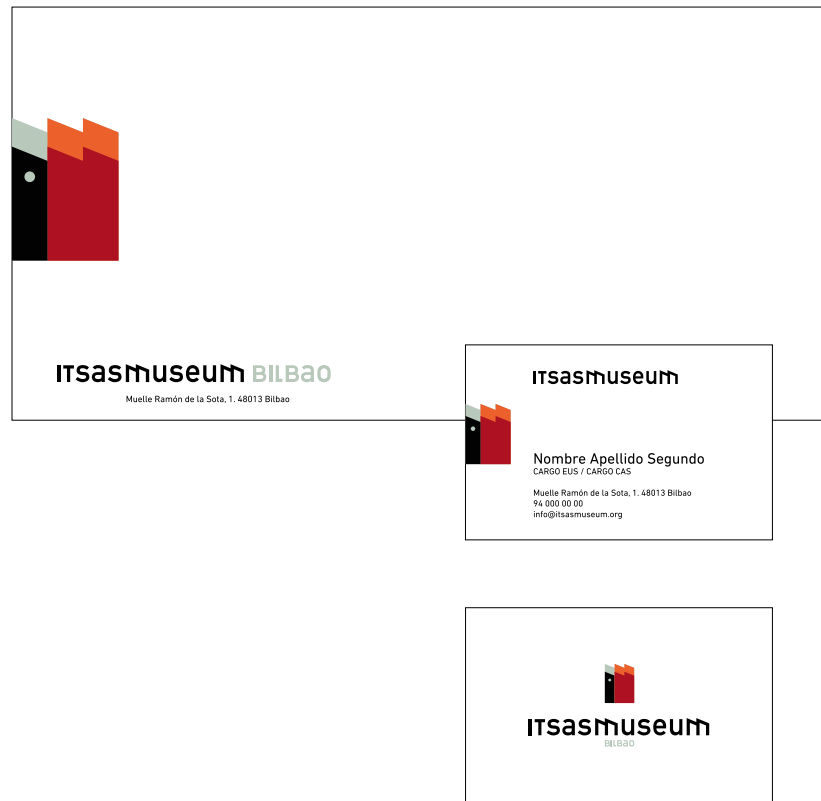 ITSASMUSEUM BILBAO
Muelle Ramón de la Sota, 1. 48013 Bilbao
ITSASMUSEUM
Nombre Apellido Segundo
CARGO EUS / CARGO CAS
Muelle Ramón de la Sota, 1. 48013 Bilbao
94 000 00 00
info@itsasmuseum.org
ITSASMUSEUM
BILBAO